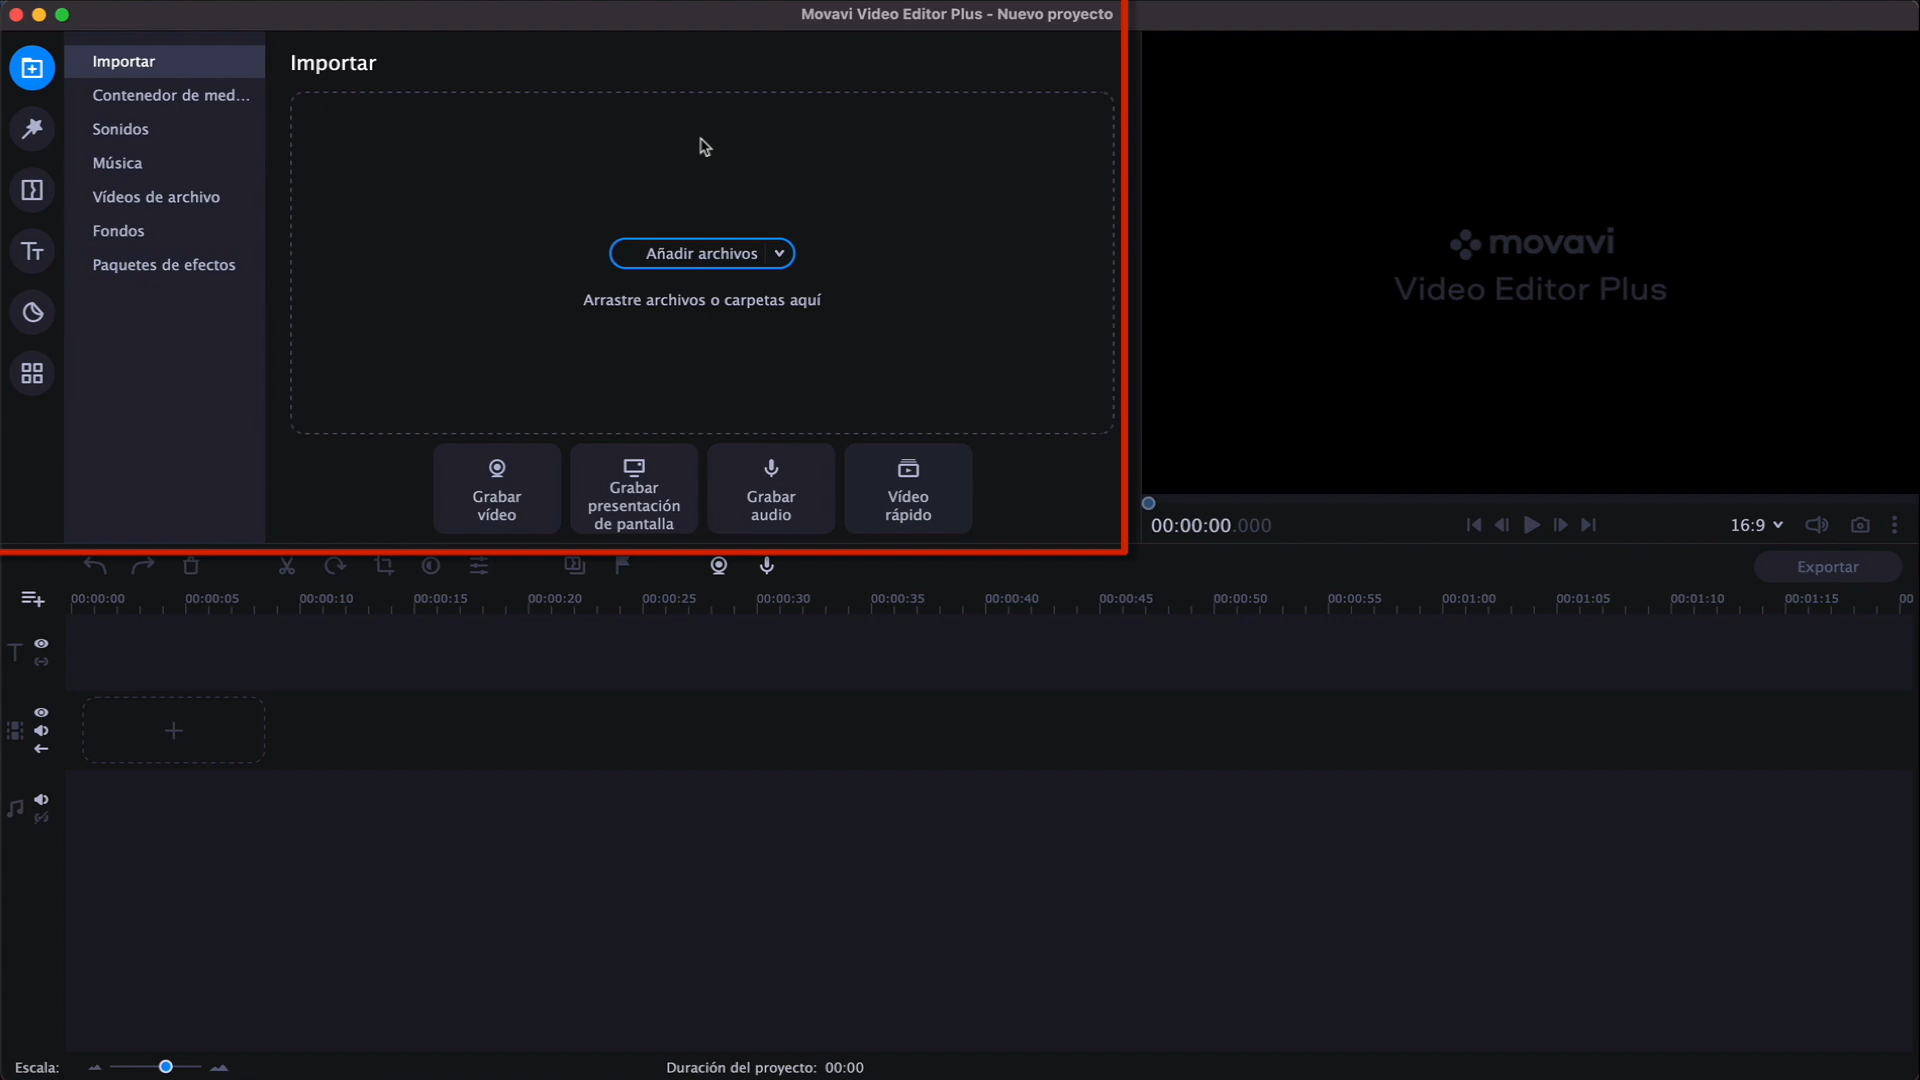 Movavi Video Editor Plus - Nuevo proyecto
Importar
Contenedor de med...
Sonidos
Música
Vídeos de archivo
Fondos
Paquetes de efectos
Importar
Añadir archivos
Arrastre archivos o carpetas aquí
Grabar
vídeo
Grabar
presentación
de pantalla
Grabar
audio
Vídeo
rápido
movavi
Video Editor Plus
00:00:00.000
16:9
Exportar
00:00:00 00:00:05 00:00:10 00:00:15 00:00:20 00:00:25 00:00:30 00:00:35 00:00:40 00:00:45 00:00:50 00:00:55 00:01:00 00:01:05 00:01:10 00:01:15 00
Escala:
Duración del proyecto: 00:00